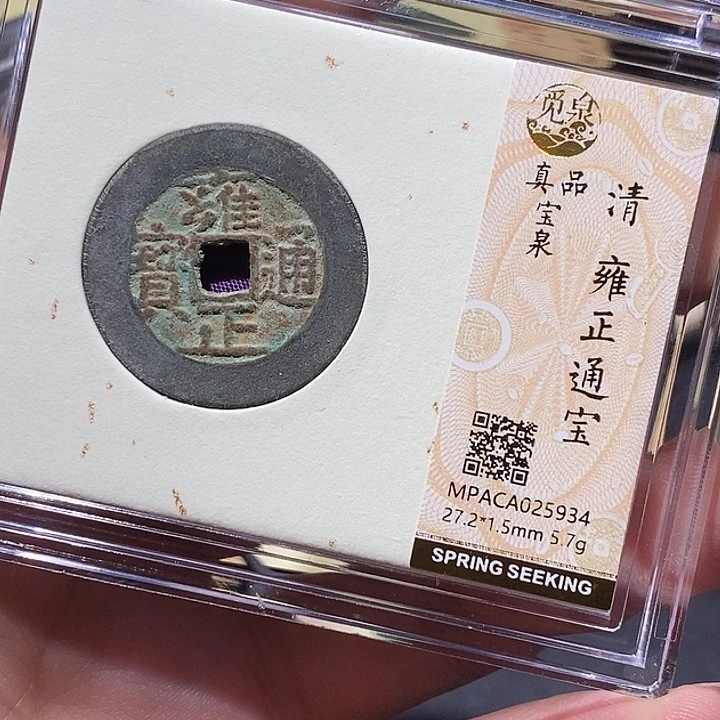 雍正通寳
觅泉
真品
宝泉
清 雍正通宝
MPACA025934
27.2*1.5mm 5.7g
SPRING SEEKING